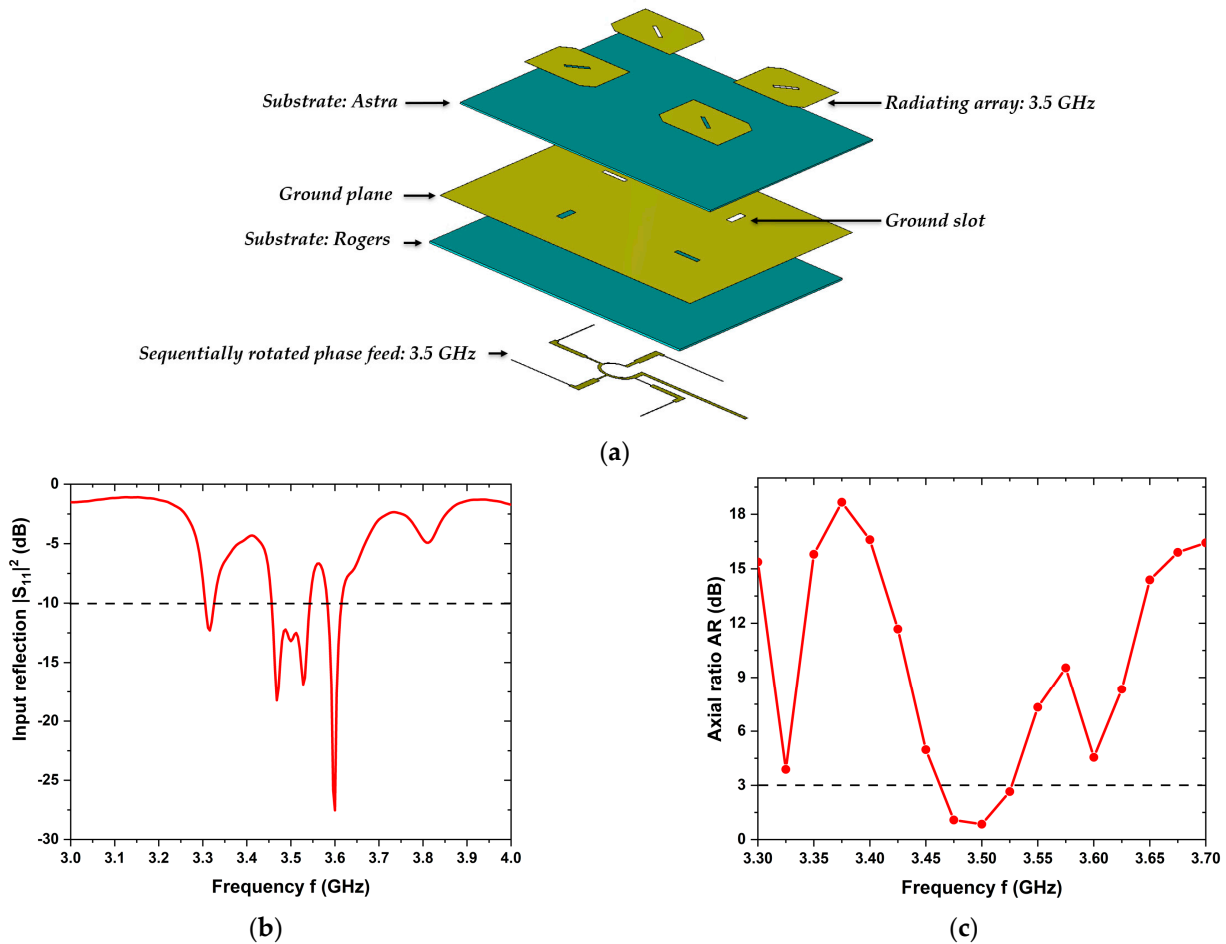 Substrate: Astra
Radiating array: 3.5 GHz
Ground plane
Ground slot
Substrate: Rogers
Sequentially rotated phase feed: 3.5 GHz
(a)
0
-5
-10
-15
-20
-25
-30
3.0 3.1 3.2 3.3 3.4 3.5 3.6 3.7 3.8 3.9 4.0
Input reflection |S11|2 (dB)
Frequency f (GHz)
(b)
18
15
12
9
6
3
0
3.30 3.35 3.40 3.45 3.50 3.55 3.60 3.65 3.70
Axial ratio AR (dB)
Frequency f (GHz)
(c)